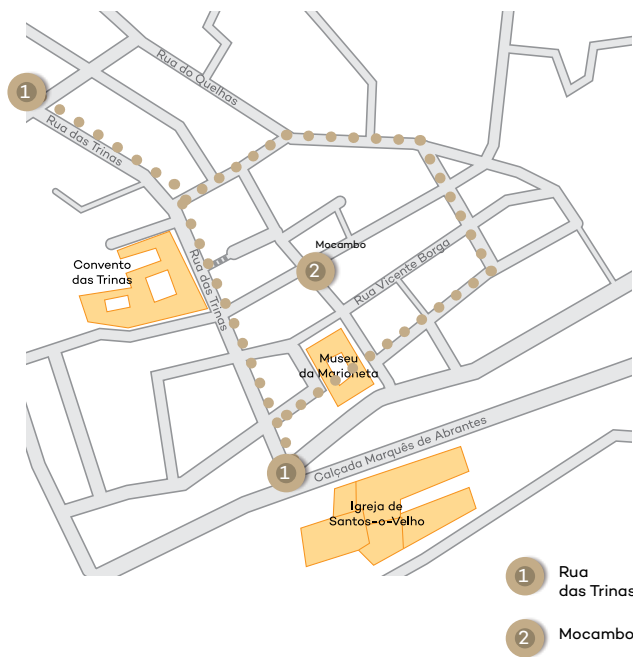 Rua do Quelhas
1
Rua das Trinas
Mocambo
Convento
das Trinas
2
Rua das Trinas
Rua Vicente Borga
Museu
da Marioneta
1
Calçada Marquês de Abrantes
Igreja de
Santos-o-Velho
1
Rua
das Trinas
2
Mocambo